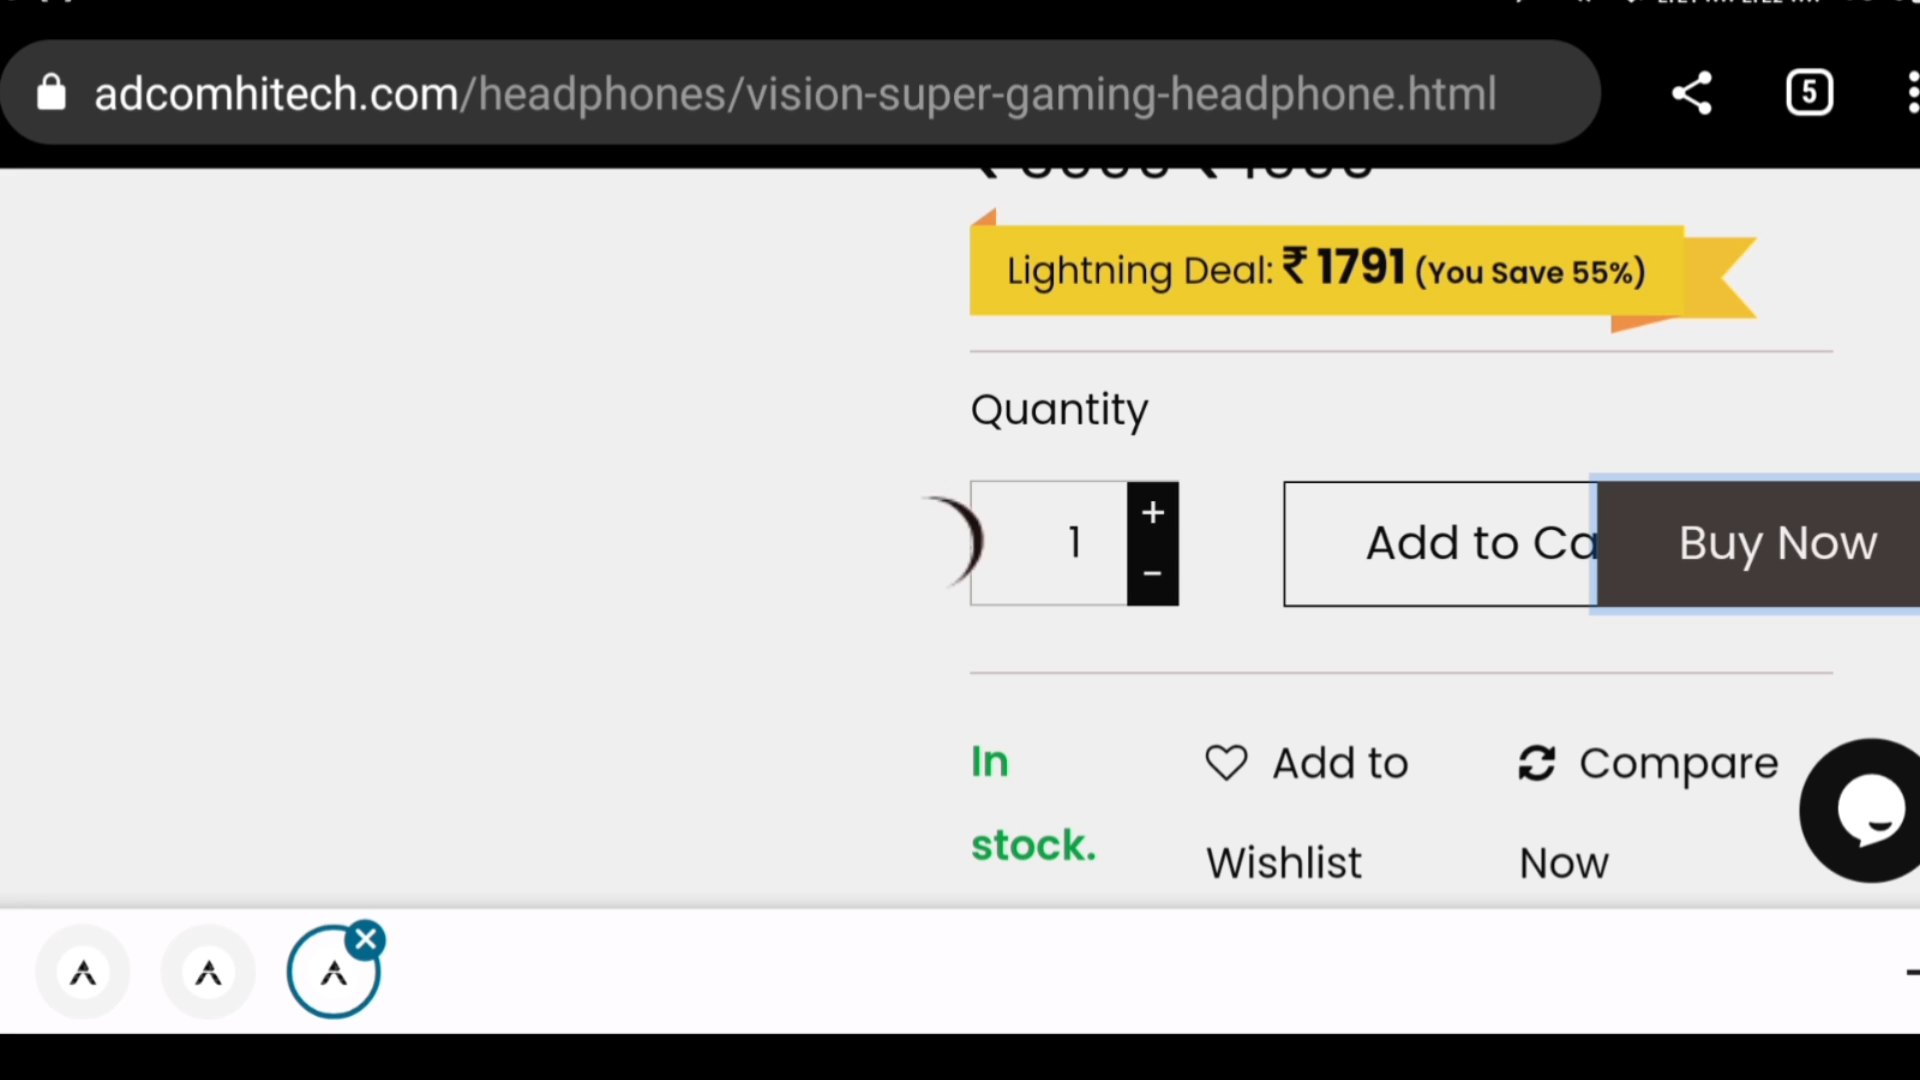 adcomhitech.com/headphones/vision-super-gaming-headphone.html
5
Lightning Deal: ₹ 1791 (You Save 55%)
Quantity
1
+
-
Add to Ca
Buy Now
In
stock.
Add to
Wishlist
Compare
Now